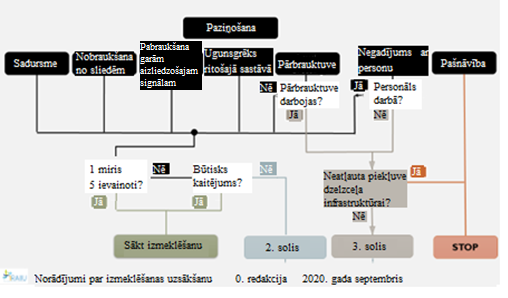 Paziņošana
Sadursme
Nobraukšana
no sliedēm
Pabraukšana
garām
aizliedzošajam
signālam
Ugunsgrēks
ritošajā sastāvā
Pārbrauktuve
Negadījums ar
personu
Pašnāvība
Nē
Pārbrauktuve
darbojas?
Jā
Jā
Personāls
darbā?
Nē
1 miris
5 ievainoti?
Nē
Būtisks
kaitējums?
Nē
Jā
Jā
Neatļauta piekļuve
dzelzceļa
infrastruktūrai?
Jā
Nē
Sākt izmeklēšanu
2. solis
3. solis
STOP
Norādījumi par izmeklēšanas uzsākšanu 0. redakcija 2020. gada septembris